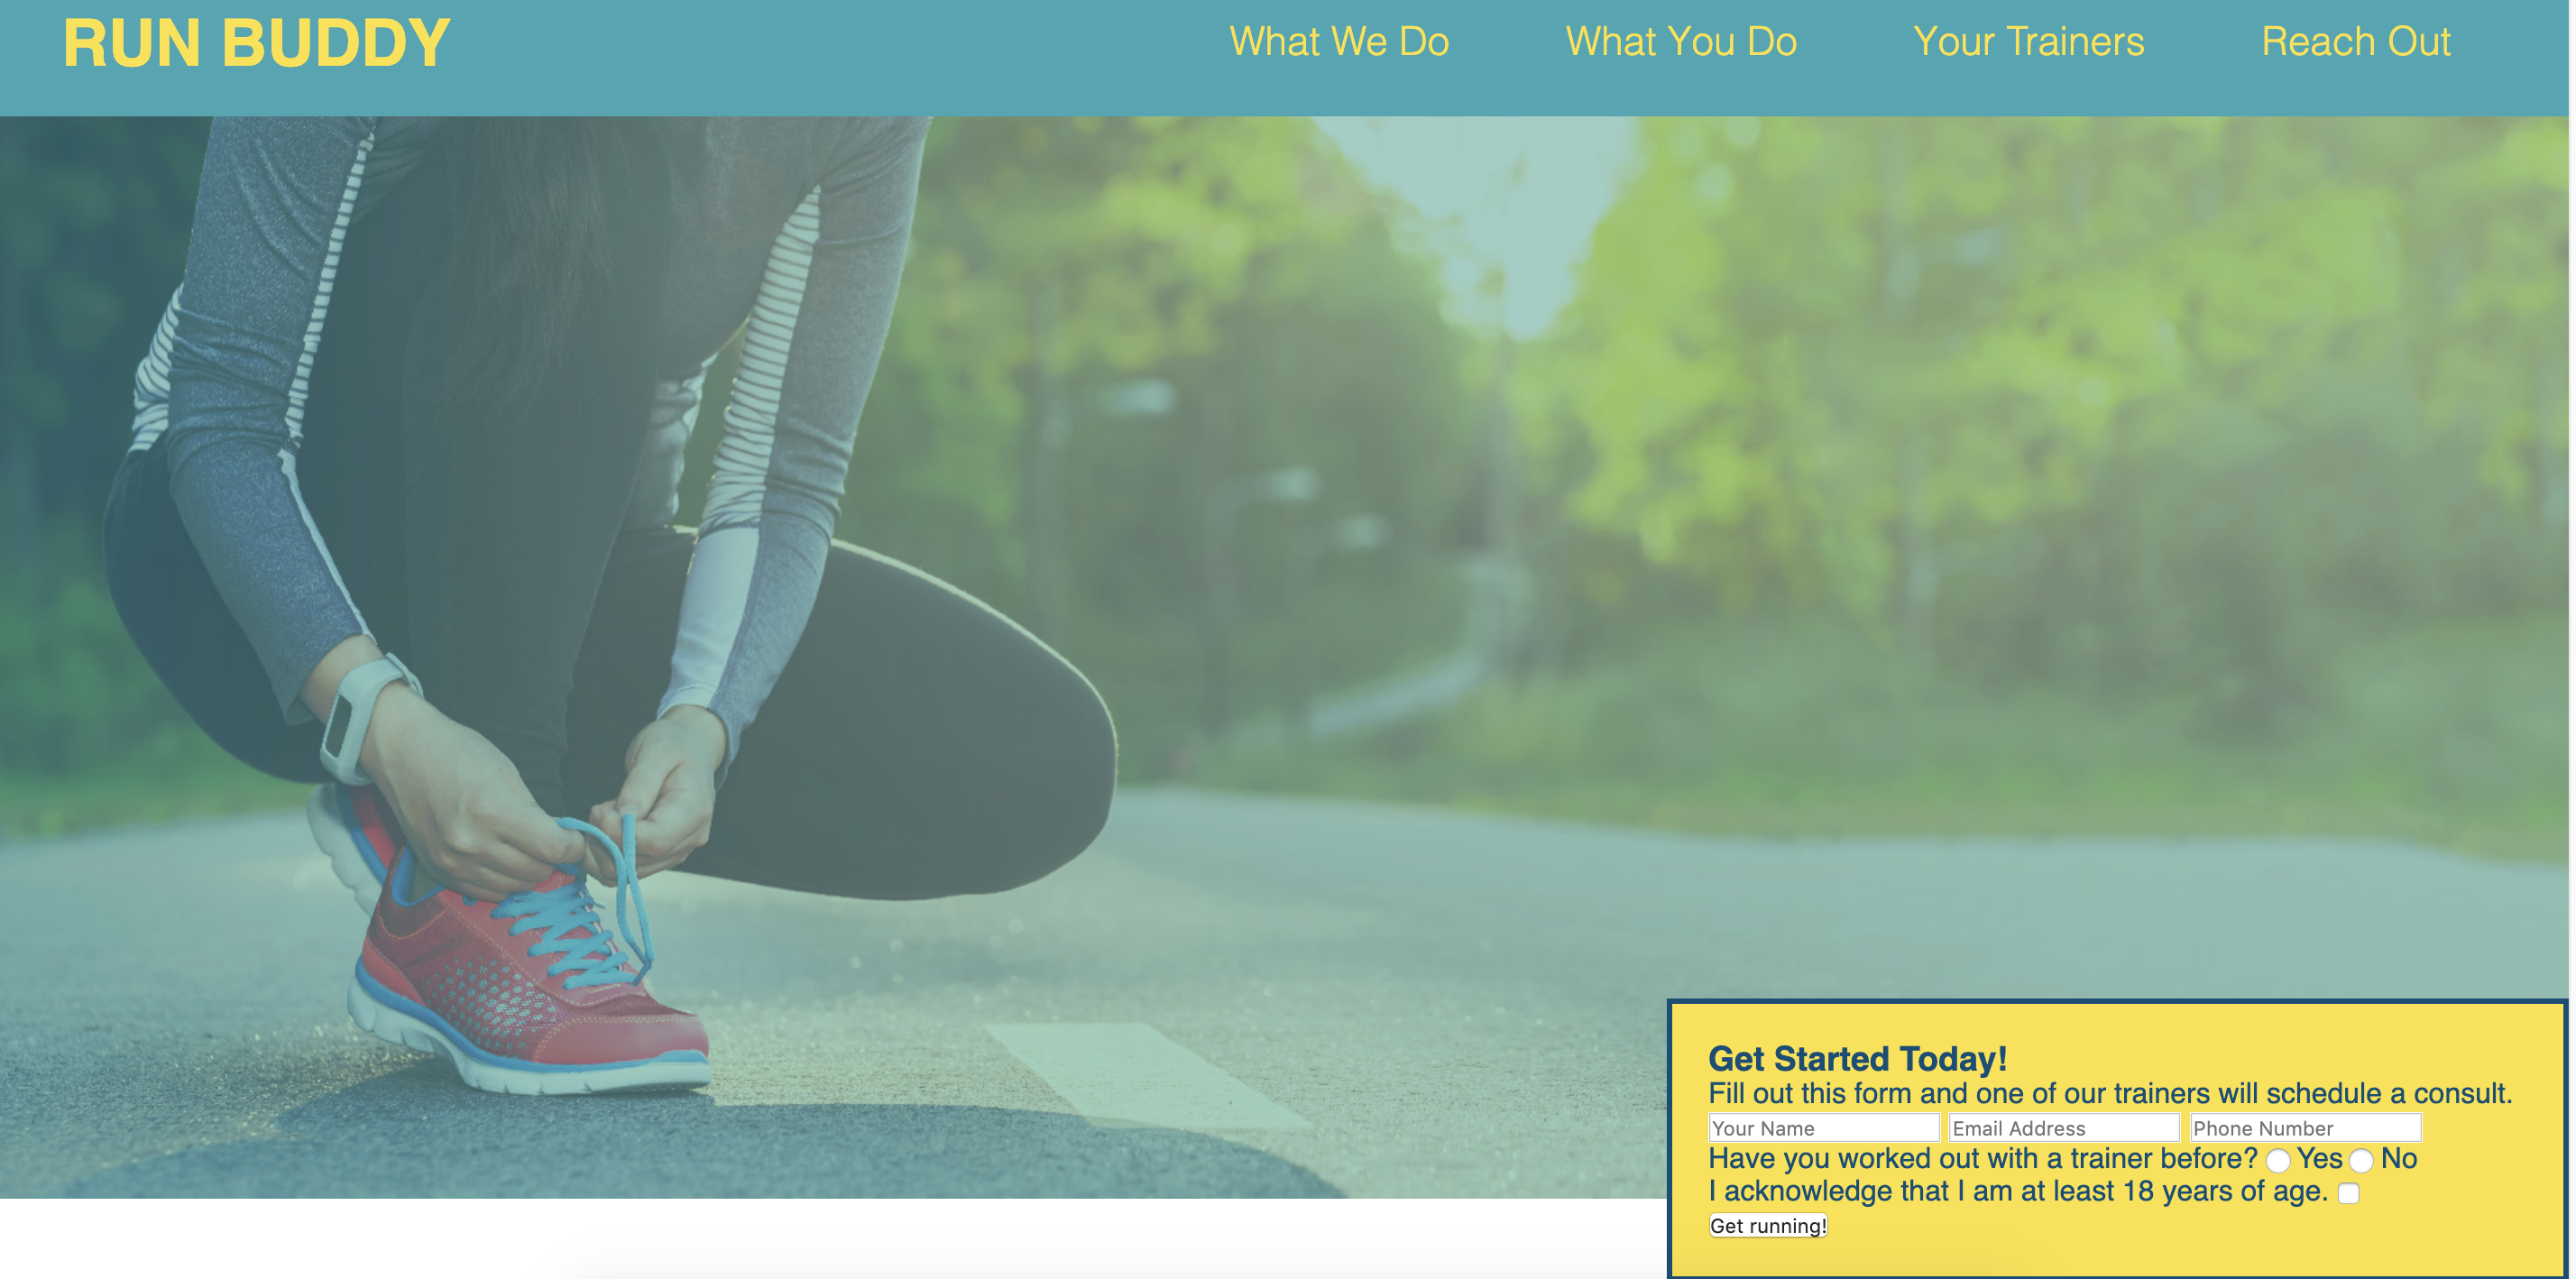 RUN BUDDY
What We Do What You Do Your Trainers Reach Out
Get Started Today!
Fill out this form and one of our trainers will schedule a consult.
Your Name Email Address Phone Number
Have you worked out with a trainer before? Yes No
I acknowledge that I am at least 18 years of age.
Get running!